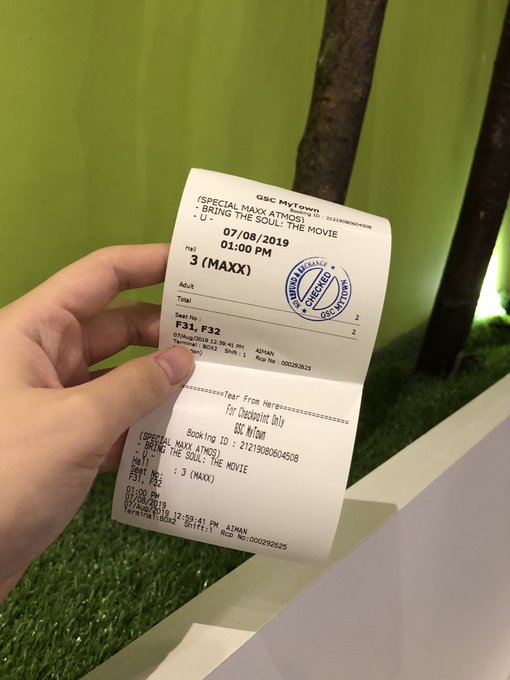 GSC MyTown
Booking ID : 21219080604508
(SPECIAL MAXX ATMOS)
- BRING THE SOUL: THE MOVIE
- U -
07/08/2019
01:00 PM
Hall
3 (MAXX)
Adult 2
Total 2
Seat No :
F31, F32
07/Aug/2019 12:59:41 PM AIMAN
Terminal : BOX2 Shift : 1 Rcp No : 000292625
NO REFUND & EXCHANGE
CHECKED
GSC MYTOWN
Tear From Here
For Checkpoint Only
GSC MyTown
Booking ID : 21219080604508
(SPECIAL MAXX ATMOS)
- BRING THE SOUL: THE MOVIE
- U -
Hall : 3 (MAXX)
Seat No:
F31, F32
01:00 PM
07/08/2019
07/Aug/2019 12:59:41 PM AIMAN
Terminal:BOX2 Shift:1 Rcp No:000292625